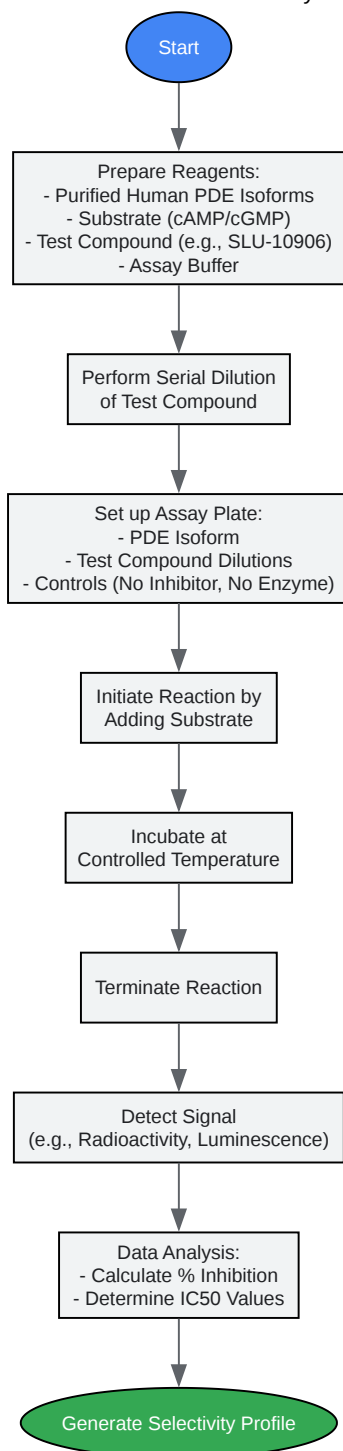 Start
Prepare Reagents:
- Purified Human PDE Isoforms
- Substrate (cAMP/cGMP)
- Test Compound (e.g., SLU-10906)
- Assay Buffer
Perform Serial Dilution
of Test Compound
Set up Assay Plate:
- PDE Isoform
- Test Compound Dilutions
- Controls (No Inhibitor, No Enzyme)
Initiate Reaction by
Adding Substrate
Incubate at
Controlled Temperature
Terminate Reaction
Detect Signal
(e.g., Radioactivity, Luminescence)
Data Analysis:
- Calculate % Inhibition
- Determine IC50 Values
Generate Selectivity Profile